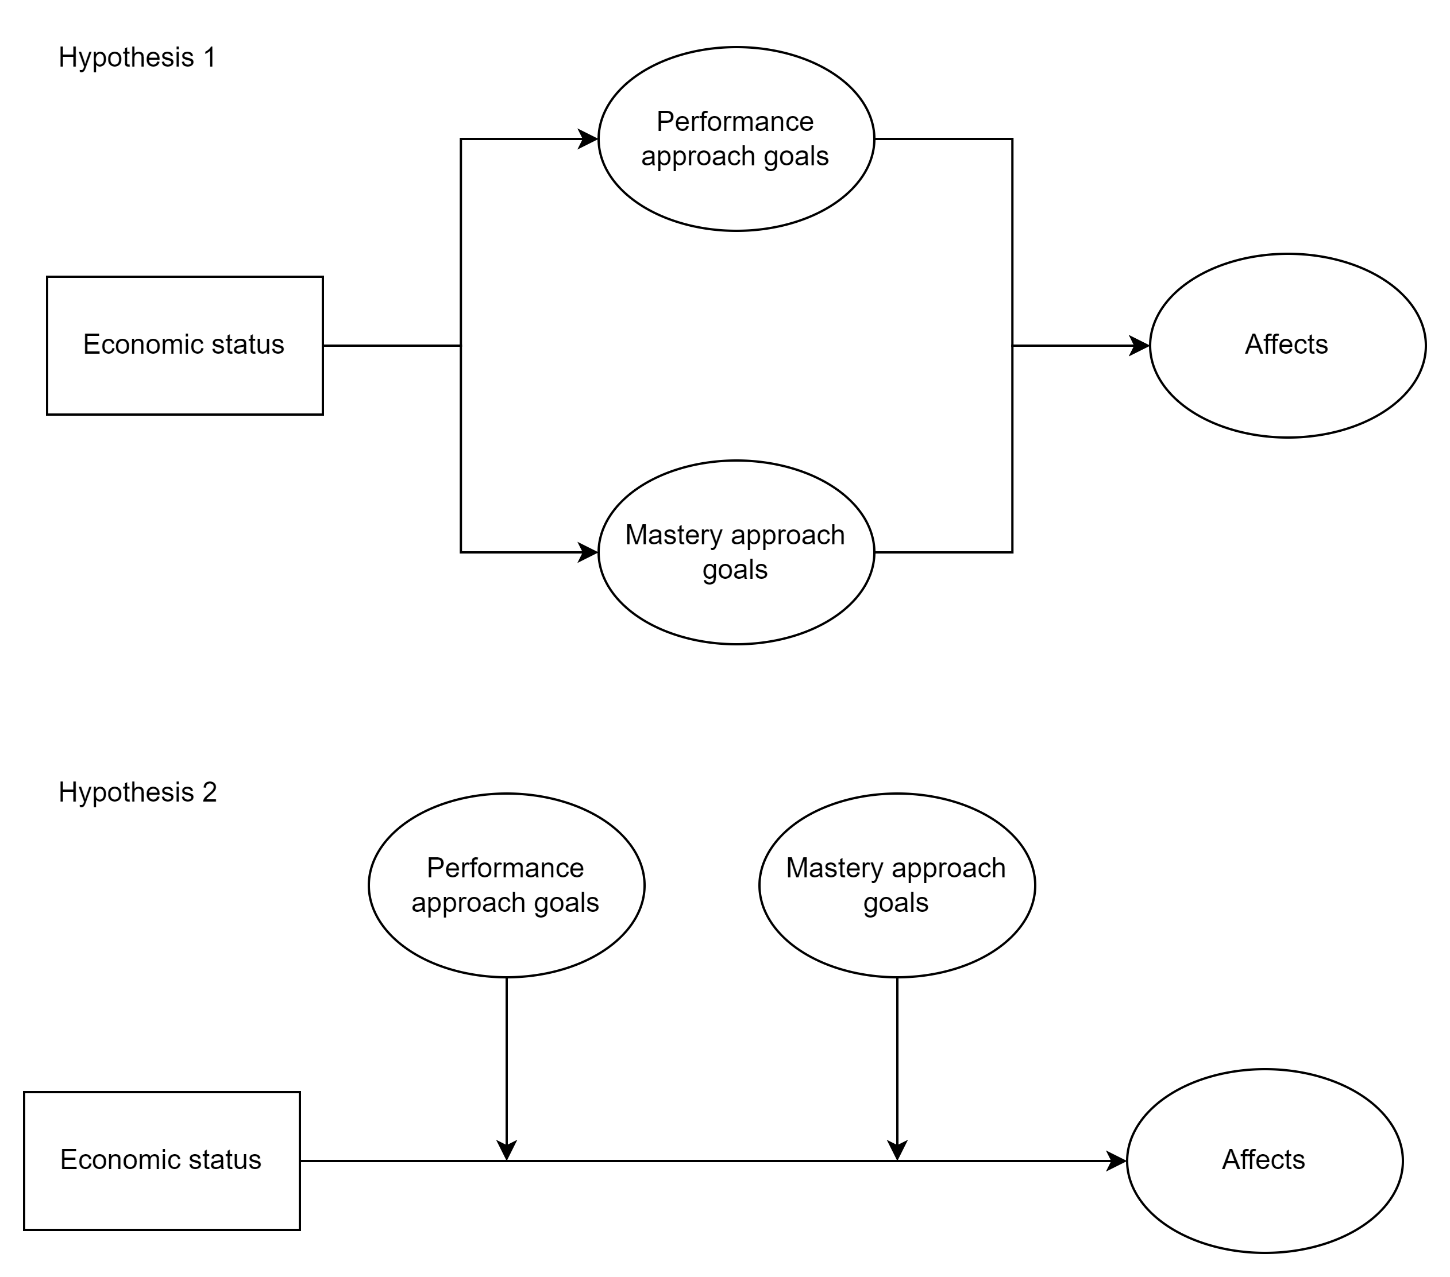 Hypothesis 1
Performance
approach goals
Economic status
Affects
Mastery approach
goals
Hypothesis 2
Performance
approach goals
Mastery approach
goals
Economic status
Affects